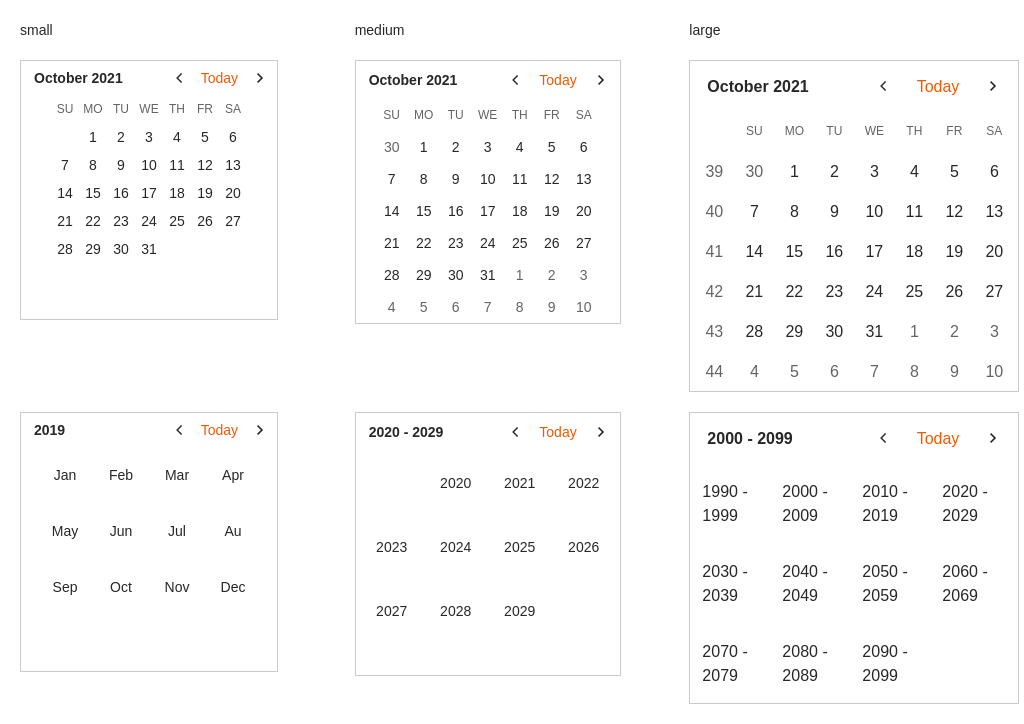 small
medium
large
October 2021 Today
SU MO TU WE TH FR SA
1 2 3 4 5 6
7 8 9 10 11 12 13
14 15 16 17 18 19 20
21 22 23 24 25 26 27
28 29 30 31
October 2021 Today
SU MO TU WE TH FR SA
30 1 2 3 4 5 6
7 8 9 10 11 12 13
14 15 16 17 18 19 20
21 22 23 24 25 26 27
28 29 30 31 1 2 3
4 5 6 7 8 9 10
October 2021 Today
SU MO TU WE TH FR SA
39 30 1 2 3 4 5 6
40 7 8 9 10 11 12 13
41 14 15 16 17 18 19 20
42 21 22 23 24 25 26 27
43 28 29 30 31 1 2 3
44 4 5 6 7 8 9 10
2019 Today
Jan Feb Mar Apr
May Jun Jul Au
Sep Oct Nov Dec
2020 - 2029 Today
2020 2021 2022
2023 2024 2025 2026
2027 2028 2029
2000 - 2099 Today
1990 - 2000 - 2010 - 2020 -
1999 2009 2019 2029
2030 - 2040 - 2050 - 2060 -
2039 2049 2059 2069
2070 - 2080 - 2090 -
2079 2089 2099